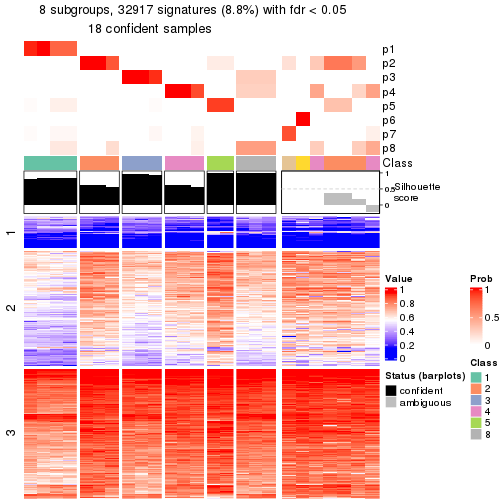 8 subgroups, 32917 signatures (8.8%) with fdr < 0.05
18 confident samples
p1
p2
p3
p4
p5
p6
p7
p8
Class
1
0.5
0
Silhouette
score
1
2
3
Value
1
0.8
0.6
0.4
0.2
0
Status (barplots)
confident
ambiguous
Prob
1
0.5
0
Class
1
2
3
4
5
8